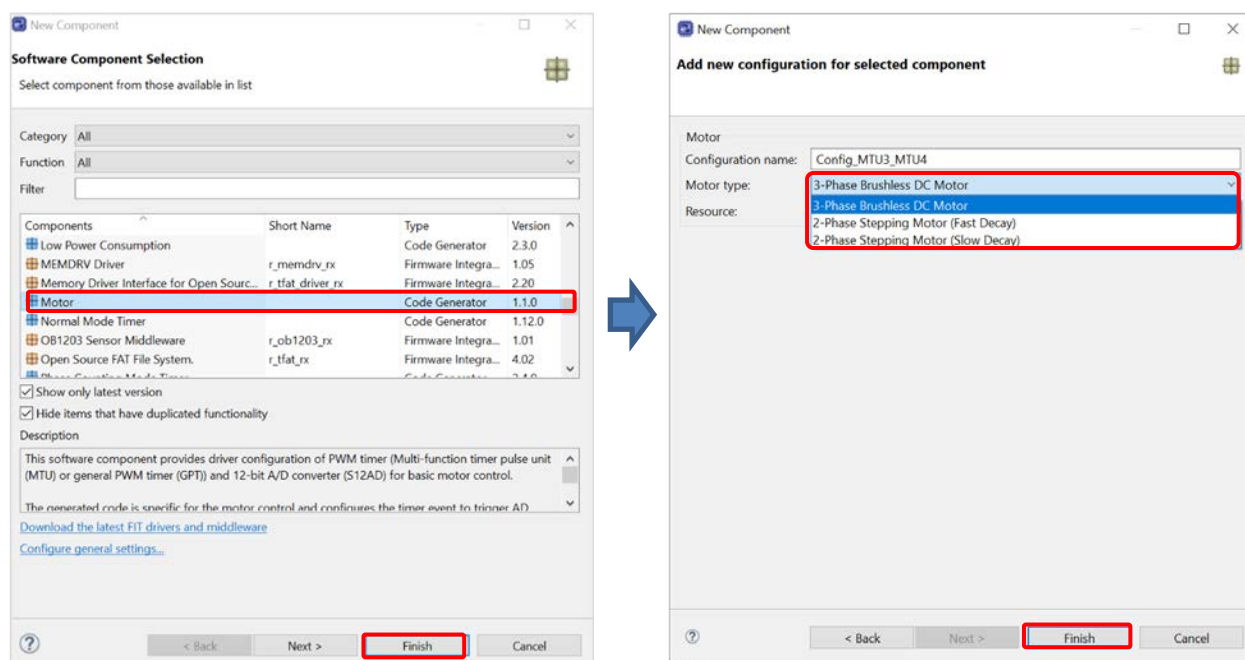 New Component
Software Component Selection
Select component from those available in list
Category All
Function All
Filter
Components Short Name Type Version
Low Power Consumption Code Generator 2.3.0
MEMDRV Driver r_memdrv_rx Firmware Integra... 1.05
Memory Driver Interface for Open Sourc... r_tfat_driver_rx Firmware Integra... 2.20
Motor Code Generator 1.1.0
Normal Mode Timer Code Generator 1.12.0
OB1203 Sensor Middleware r_ob1203_rx Firmware Integra... 1.01
Open Source FAT File System. r_tfat_rx Firmware Integra... 4.02
Show only latest version
Hide items that have duplicated functionality
Description
This software component provides driver configuration of PWM timer (Multi-function timer pulse unit
(MTU) or general PWM timer (GPT)) and 12-bit A/D converter (S12AD) for basic motor control.
The generated code is specific for the motor control and configures the timer event to trigger AD
Download the latest FIT drivers and middleware
Configure general settings...
? < Back Next > Finish Cancel
New Component
Add new configuration for selected component
Motor
Configuration name: Config_MTU3_MTU4
Motor type: 3-Phase Brushless DC Motor
Resource: 3-Phase Brushless DC Motor
2-Phase Stepping Motor (Fast Decay)
2-Phase Stepping Motor (Slow Decay)
? < Back Next > Finish Cancel